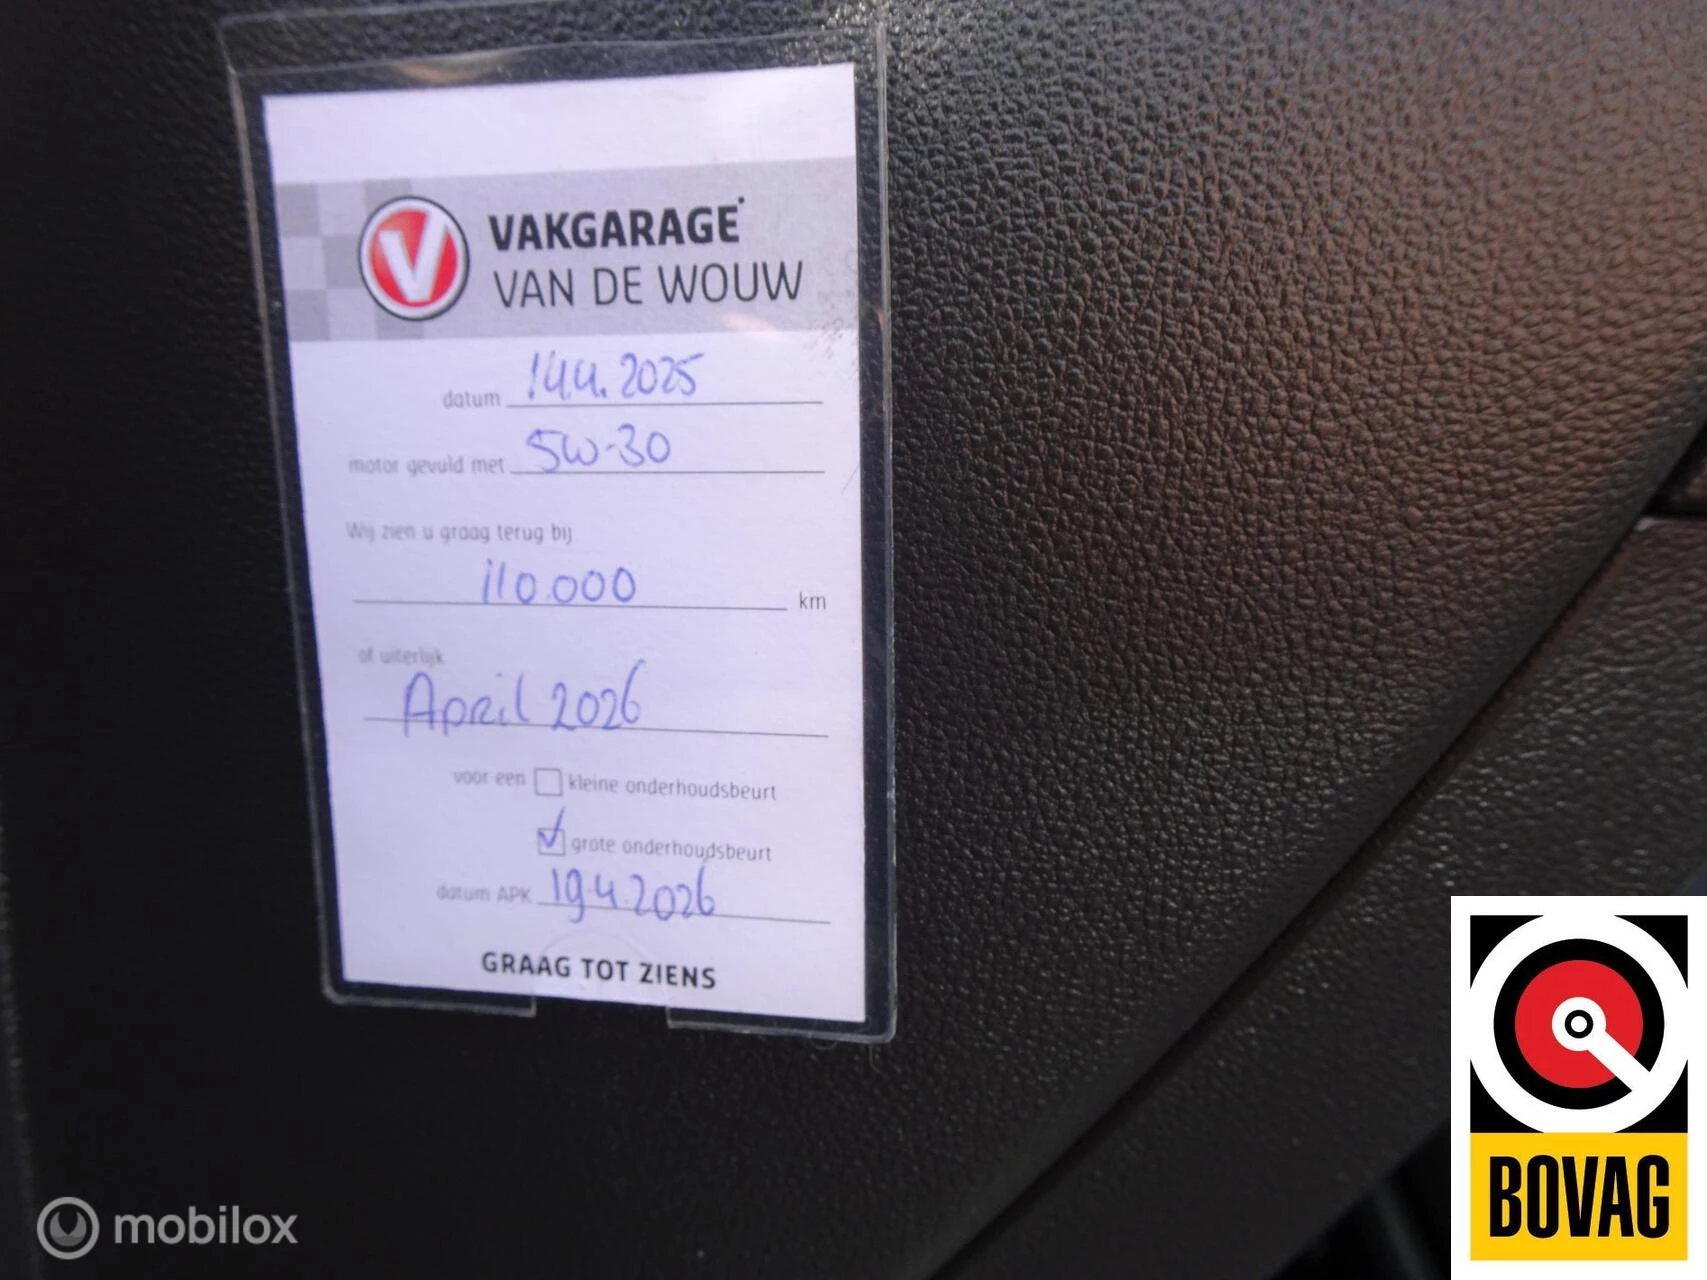 VAKGARAGE
VAN DE WOUW
datum 14.4.2025
motor gevuld met 5W-30
Wij zien u graag terug bij
110.000 km
of uiterlijk
April 2026
voor een kleine onderhoudsbeurt
grote onderhoudsbeurt
datum APK 19.4.2026
GRAAG TOT ZIENS
BOVAG
mobilox